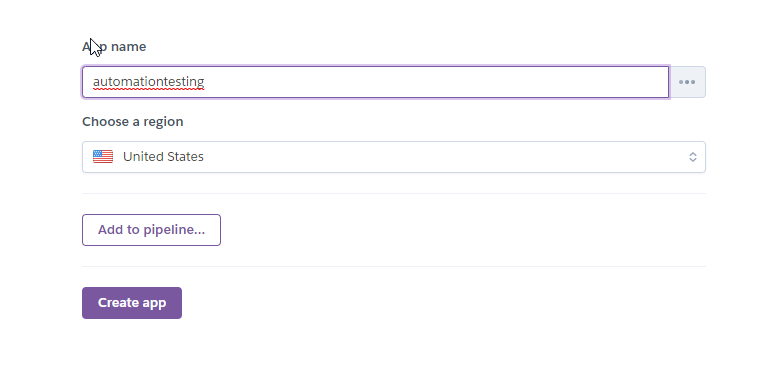 App name
automationtesting
Choose a region
United States
Add to pipeline...
Create app